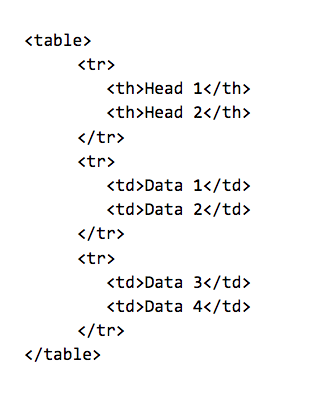 <table>
<tr>
<th>Head 1</th>
<th>Head 2</th>
</tr>
<tr>
<td>Data 1</td>
<td>Data 2</td>
</tr>
<tr>
<td>Data 3</td>
<td>Data 4</td>
</tr>
</table>